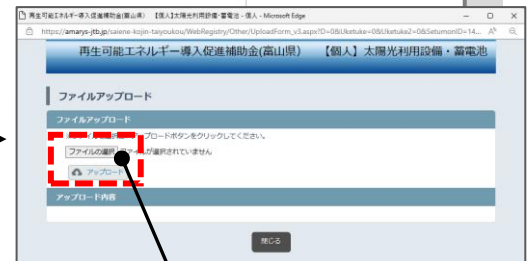 再生可能エネルギー導入促進補助金(富山県) 【個人】太陽光利用設備・蓄電池 - 個人 - Microsoft Edge
https://amarys-jtb.jp/saiene-kojin-taiyoukou/WebRegistry/Other/UploadForm_v3.aspx?D=0&Uketuke=0&Uketuke2=0&SetumonID=14...
再生可能エネルギー導入促進補助金(富山県) 【個人】太陽光利用設備・蓄電池
ファイルアップロード
ファイルアップロード
アップロードボタンをクリックしてください。
ファイルの選択 ファイルが選択されていません
アップロード
アップロード内容
閉じる